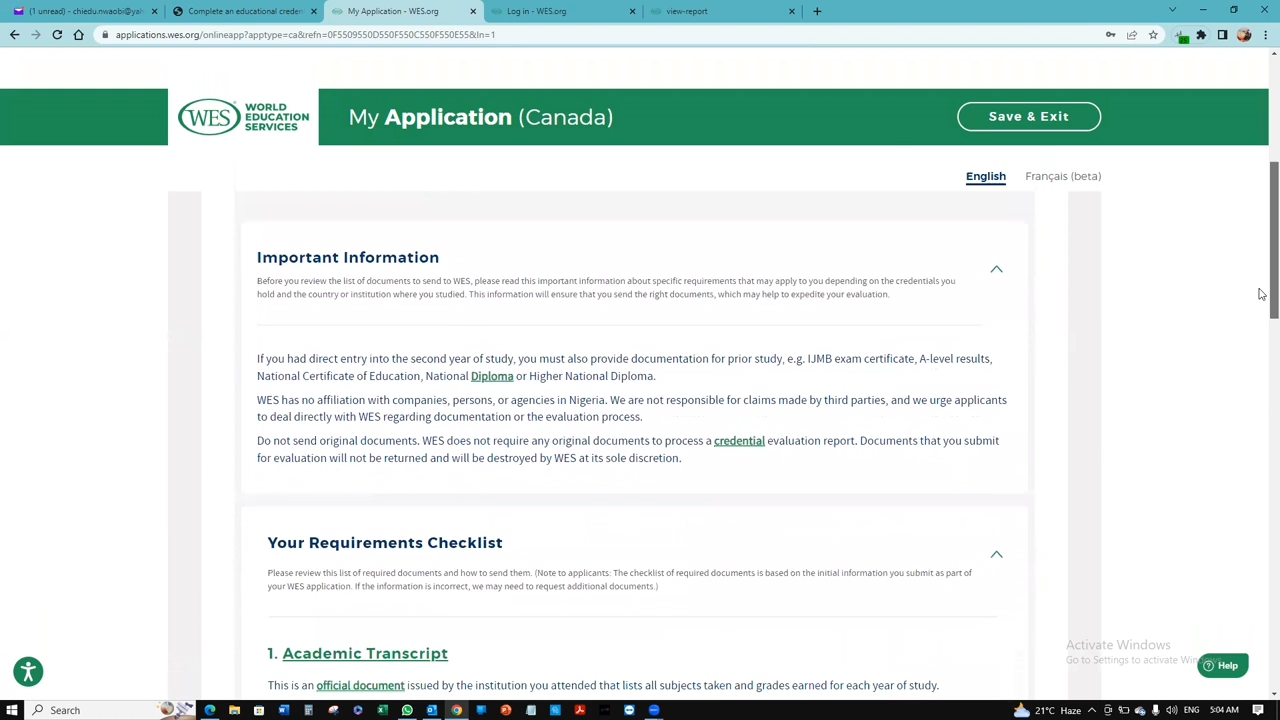 (1 unread) - chiedu.nwabi@yah
Complete an education creden
My Application - WES.org
Log in - WES.org
view-report
applications.wes.org/onlineapp?apptype=ca&refn=0F5509550D550F550C550F550E55&ln=1
WES WORLD EDUCATION SERVICES
My Application (Canada)
Save & Exit
English Français (beta)
Important Information
Before you review the list of documents to send to WES, please read this important information about specific requirements that may apply to you depending on the credentials you
hold and the country or institution where you studied. This information will ensure that you send the right documents, which may help to expedite your evaluation.
If you had direct entry into the second year of study, you must also provide documentation for prior study, e.g. IJMB exam certificate, A-level results,
National Certificate of Education, National Diploma or Higher National Diploma.
WES has no affiliation with companies, persons, or agencies in Nigeria. We are not responsible for claims made by third parties, and we urge applicants
to deal directly with WES regarding documentation or the evaluation process.
Do not send original documents. WES does not require any original documents to process a credential evaluation report. Documents that you submit
for evaluation will not be returned and will be destroyed by WES at its sole discretion.
Your Requirements Checklist
Please review this list of required documents and how to send them. (Note to applicants: The checklist of required documents is based on the initial information you submit as part of
your WES application. If the information is incorrect, we may need to request additional documents.)
1. Academic Transcript
This is an official document issued by the institution you attended that lists all subjects taken and grades earned for each year of study.
Activate Windows
Go to Settings to activate
Help
Search
21°C Haze
ENG
5:04 AM